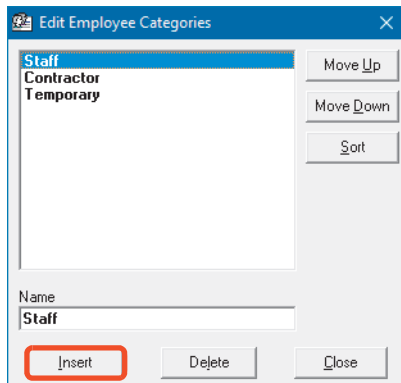 Edit Employee Categories
Staff
Contractor
Temporary
Move Up
Move Down
Sort
Name
Staff
Insert
Delete
Close